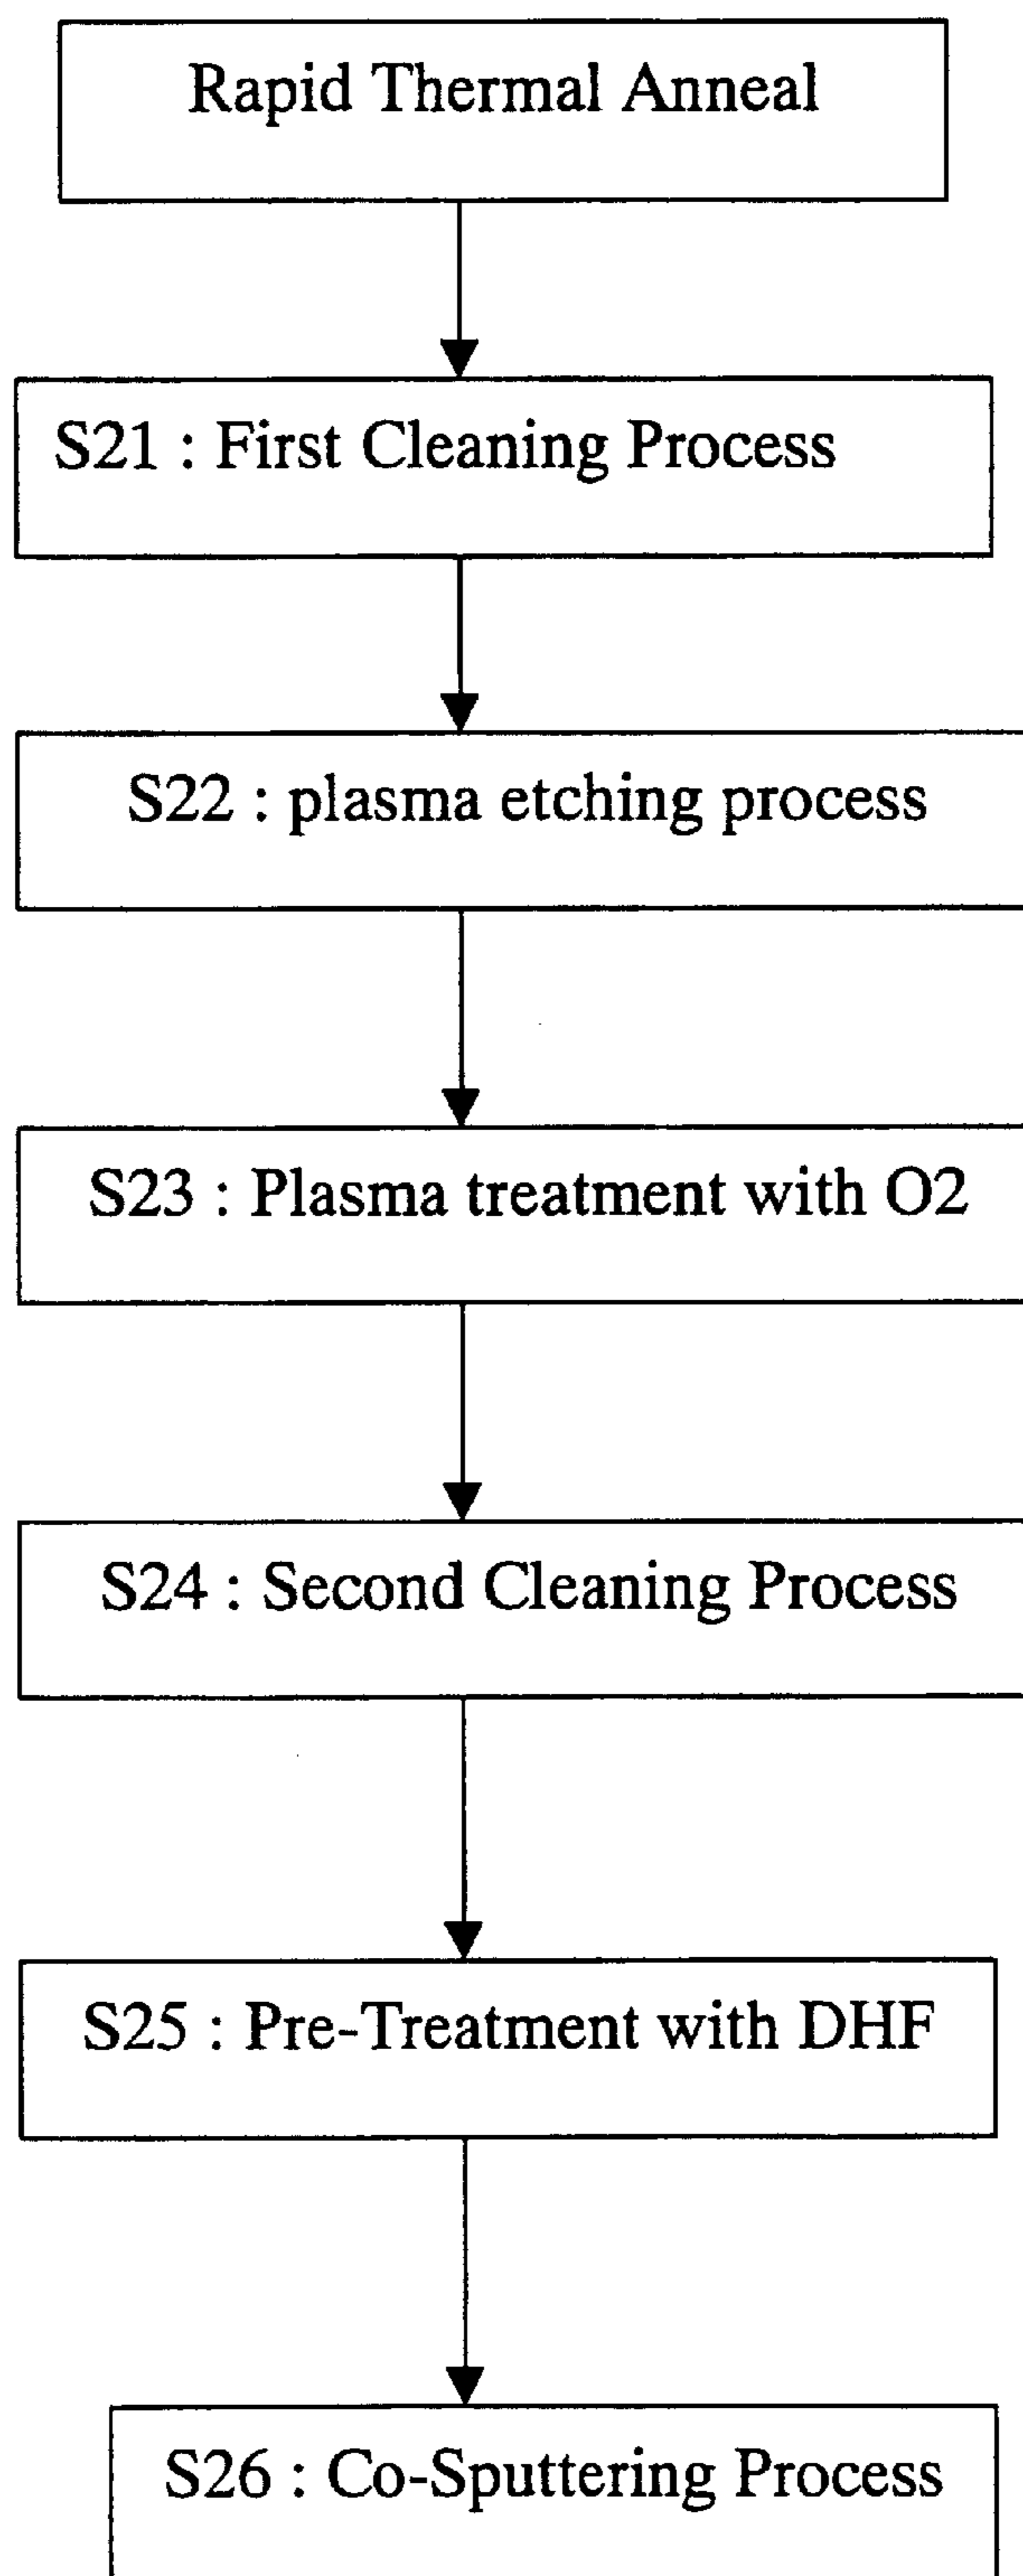 Rapid Thermal Anneal
S21 : First Cleaning Process
S22 : plasma etching process
S23 : Plasma treatment with O2
S24 : Second Cleaning Process
S25 : Pre-Treatment with DHF
S26 : Co-Sputtering Process